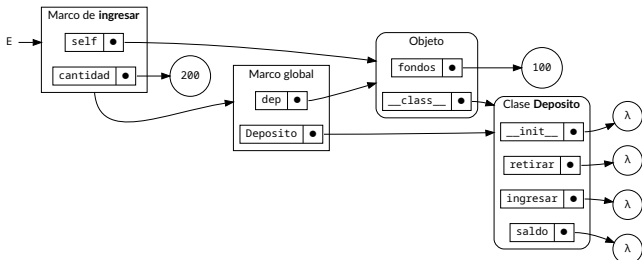 E
Marco de ingresar
self
cantidad
200
Marco global
dep
Deposito
Objeto
fondos
__class__
100
Clase Deposito
__init__
retirar
ingresar
saldo
λ
λ
λ
λ